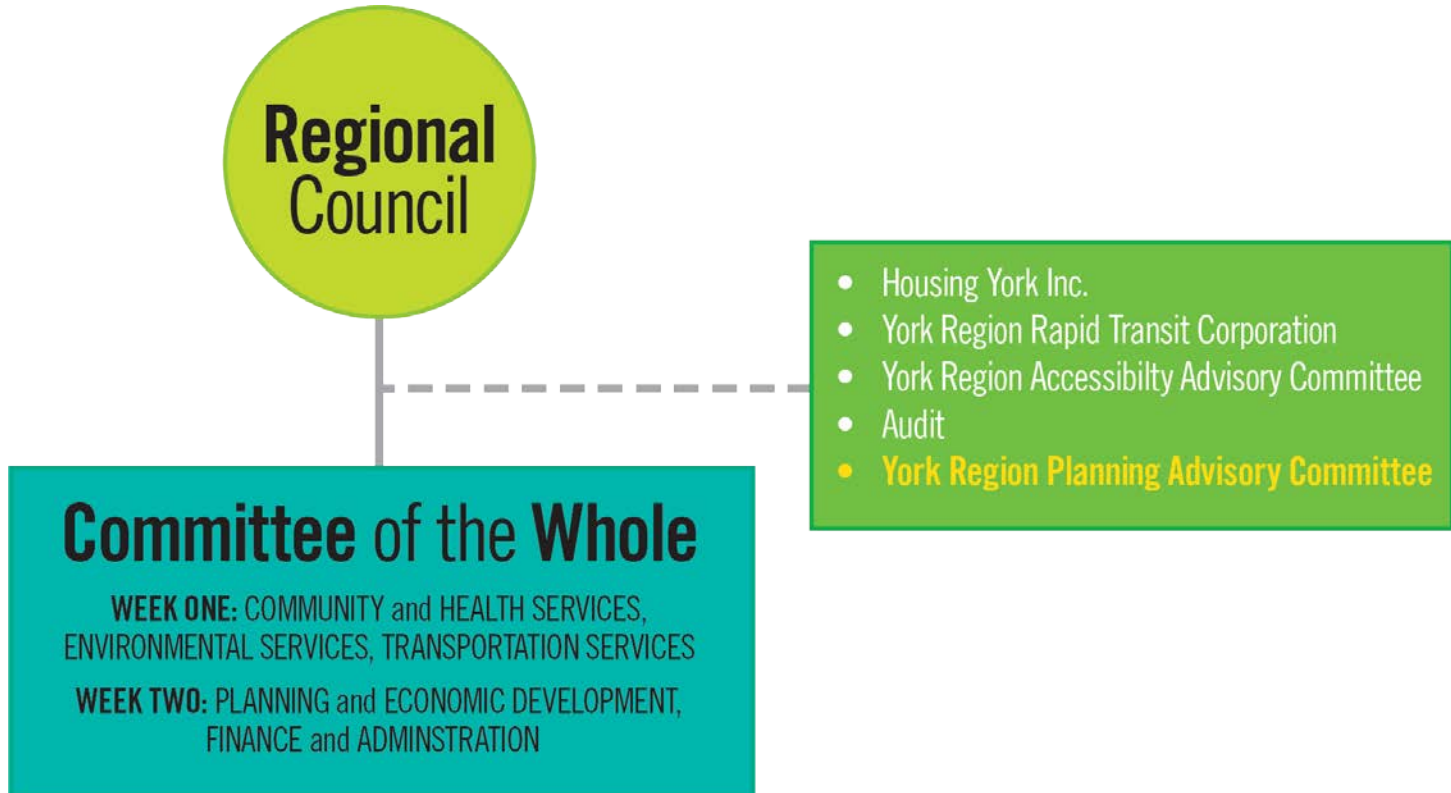 Regional
Council
• Housing York Inc.
• York Region Rapid Transit Corporation
• York Region Accessibilty Advisory Committee
• Audit
• York Region Planning Advisory Committee
Committee of the Whole
WEEK ONE: COMMUNITY and HEALTH SERVICES,
ENVIRONMENTAL SERVICES, TRANSPORTATION SERVICES
WEEK TWO: PLANNING and ECONOMIC DEVELOPMENT,
FINANCE and ADMINSTRATION